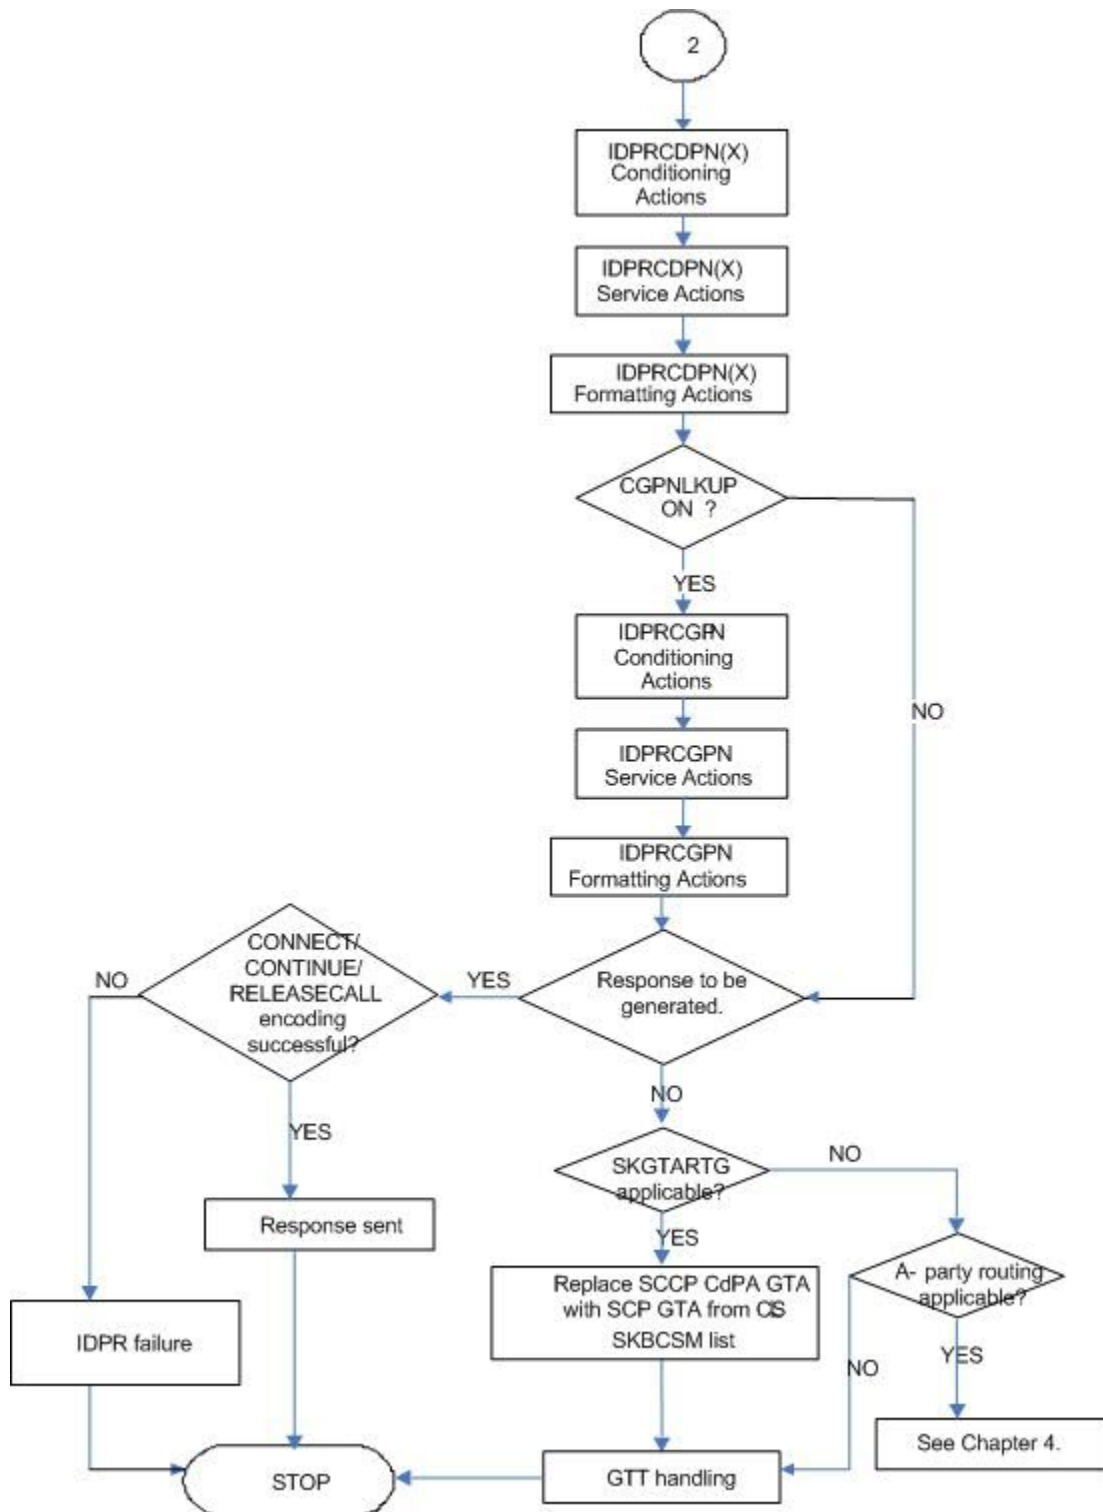 2
IDPRCDPN(X)
Conditioning
Actions
IDPRCDPN(X)
Service Actions
IDPRCDPN(X)
Formatting Actions
CGPNLKUP
ON ?
YES
NO
IDPRCGPN
Conditioning
Actions
IDPRCGPN
Service Actions
IDPRCGPN
Formatting Actions
CONNECT/
CONTINUE/
RELEASECALL
encoding
successful?
NO
YES
Response to be
generated.
NO
YES
SKGTARTG
applicable?
NO
Response sent
YES
A- party routing
applicable?
Replace SCCP CdPA GTA
with SCP GTA from CCS
SKBCSM list
IDPR failure
NO
YES
See Chapter 4.
STOP
GTT handling